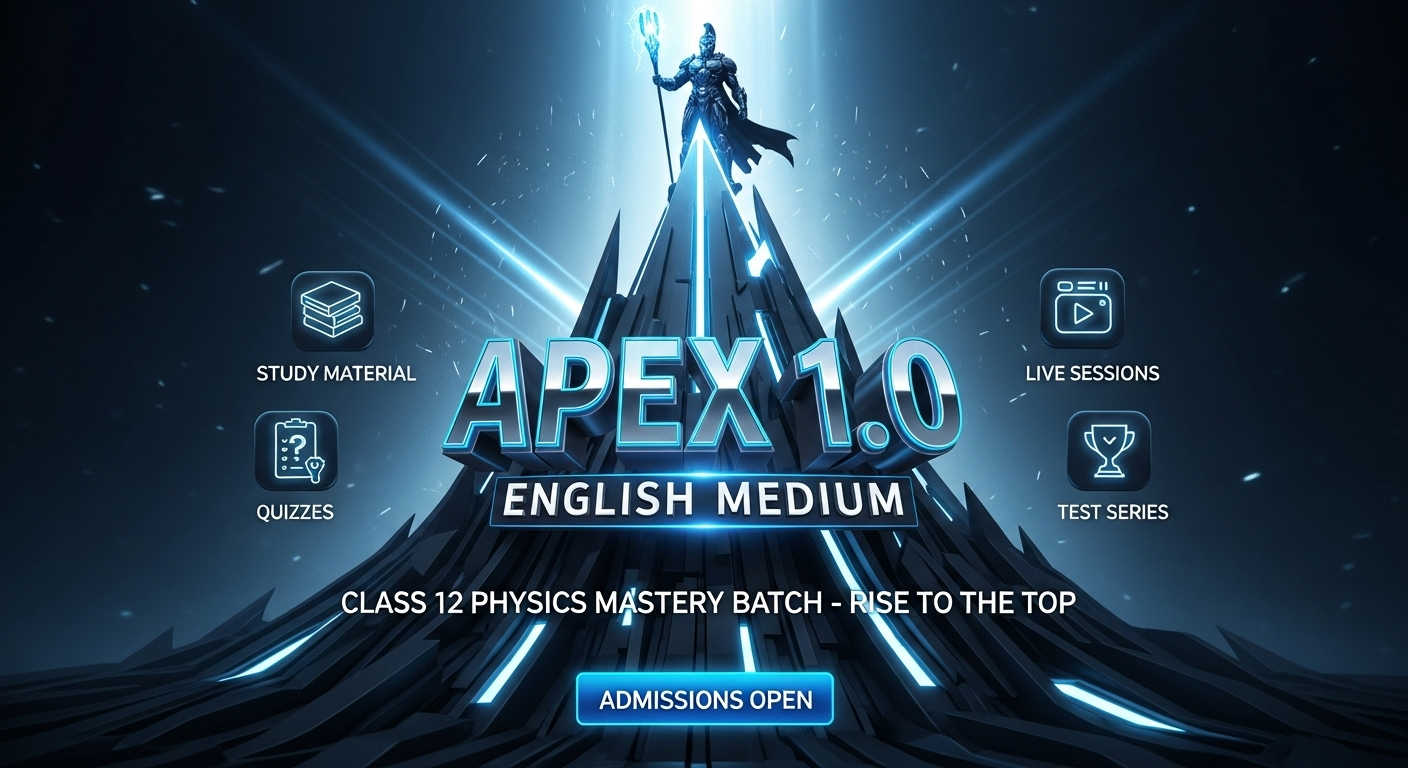 STUDY MATERIAL
LIVE SESSIONS
APEX 1.0
QUIZZES
ENGLISH MEDIUM
TEST SERIES
CLASS 12 PHYSICS MASTERY BATCH - RISE TO THE TOP
ADMISSIONS OPEN